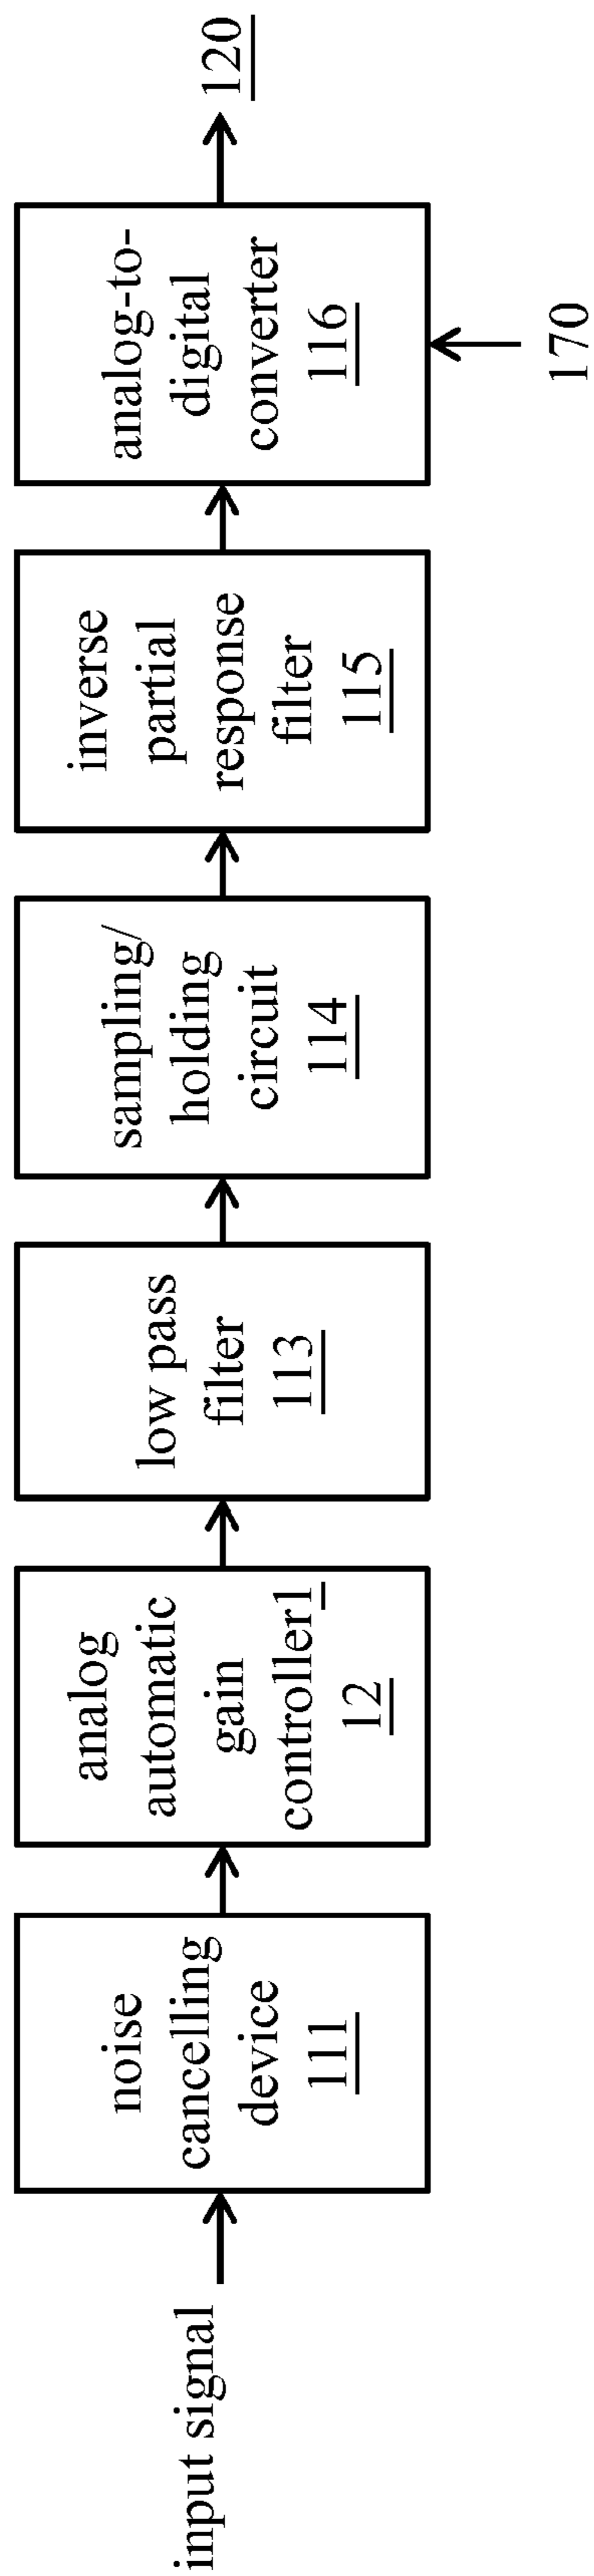 input signal
noise
cancelling
device
111
analog
automatic
gain
controller1
12
low pass
filter
113
sampling/
holding
circuit
114
inverse
partial
response
filter
115
analog-to-
digital
converter
116
120
170